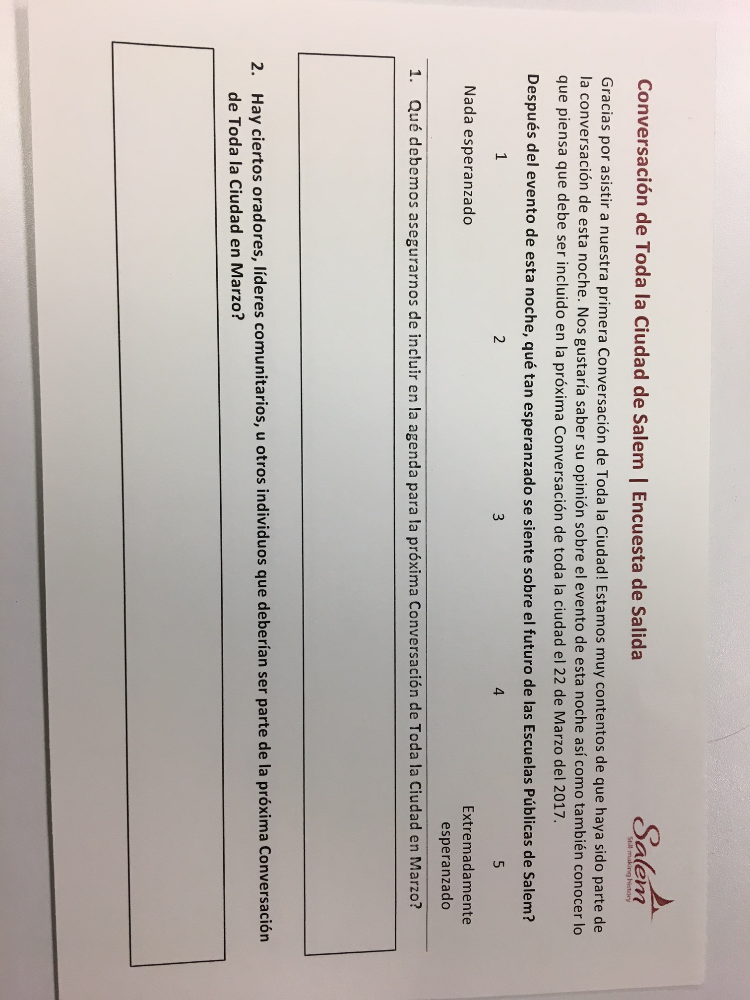 Conversación de Toda la Ciudad de Salem | Encuesta de Salida
Salem
Still making history
Gracias por asistir a nuestra primera Conversación de Toda la Ciudad! Estamos muy contentos de que haya sido parte de
la conversación de esta noche. Nos gustaría saber su opinión sobre el evento de esta noche así como también conocer lo
que piensa que debe ser incluido en la próxima Conversación de toda la ciudad el 22 de Marzo del 2017.
Después del evento de esta noche, qué tan esperanzado se siente sobre el futuro de las Escuelas Públicas de Salem?
1 2 3 4 5
Nada esperanzado Extremadamente
esperanzado
1. Qué debemos asegurarnos de incluir en la agenda para la próxima Conversación de Toda la Ciudad en Marzo?
2. Hay ciertos oradores, líderes comunitarios, u otros individuos que deberían ser parte de la próxima Conversación
de Toda la Ciudad en Marzo?